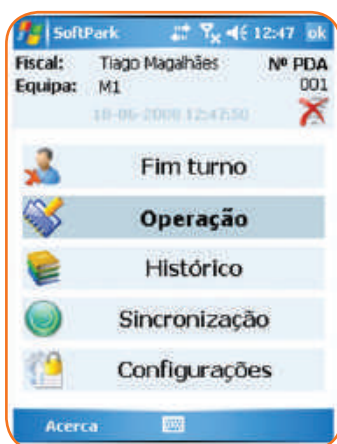 SoftPark 12:47 ok
Fiscal: Tiago Magalhães Nº PDA
Equipa: M1 001
18-06-2008 12:47:50
Fim turno
Operação
Histórico
Sincronização
Configurações
Acerca